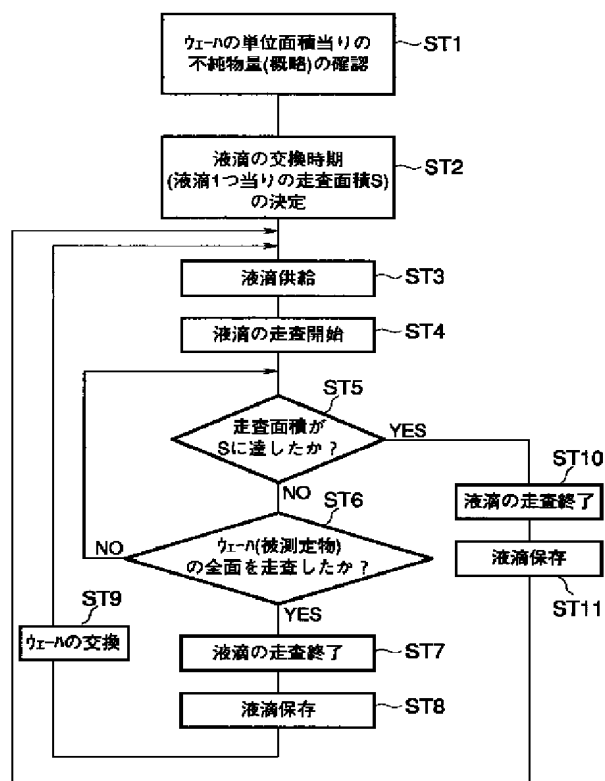 ウェーハの単位面積当りの
不純物量(概略)の確認
ST1
液滴の交換時期
(液滴1つ当りの走査面積S)
の決定
ST2
液滴供給
ST3
液滴の走査開始
ST4
ST5
走査面積が
Sに達したか?
YES
NO
ST6
ウェーハ(被測定物)
の全面を走査したか?
NO
YES
ST10
液滴の走査終了
液滴保存
ST11
ST9
ウェーハの交換
液滴の走査終了
ST7
液滴保存
ST8